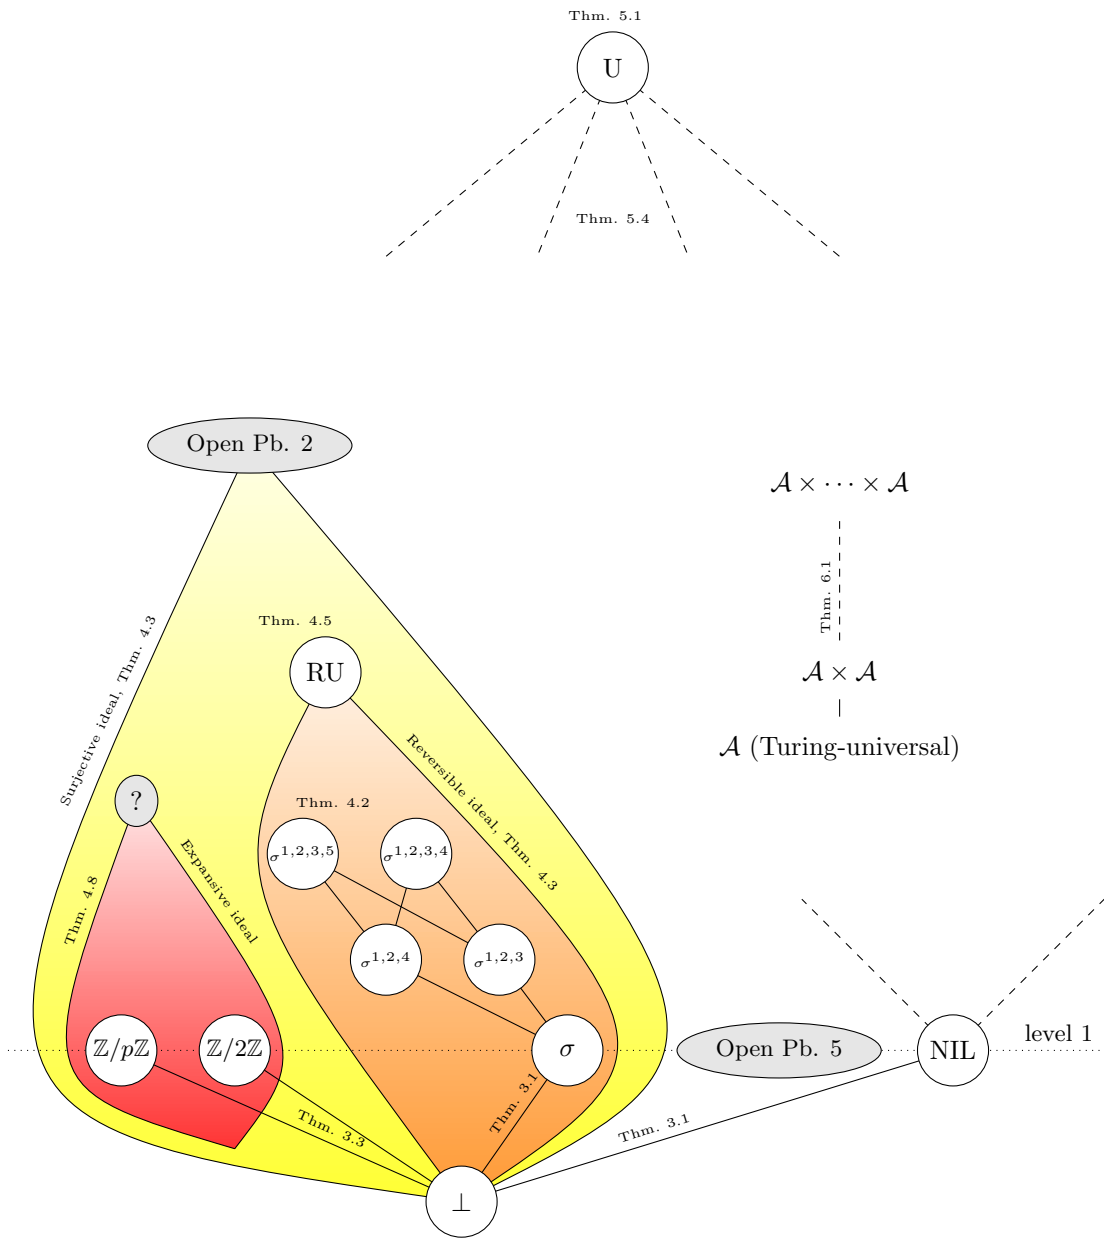 Thm. 5.1
U
Thm. 5.4
Open Pb. 2
𝒜 × ⋯ × 𝒜
Thm. 6.1
𝒜 × 𝒜
𝒜 (Turing-universal)
Surjective ideal, Thm. 4.3
Thm. 4.5
RU
Reversible ideal, Thm. 4.3
?
Thm. 4.8
Expansive ideal
Thm. 4.2
σ^{1,2,3,5}
σ^{1,2,3,4}
σ^{1,2,4}
σ^{1,2,3}
ℤ/pℤ
ℤ/2ℤ
σ
Open Pb. 5
NIL
level 1
Thm. 3.3
Thm. 3.1
Thm. 3.1
⊥